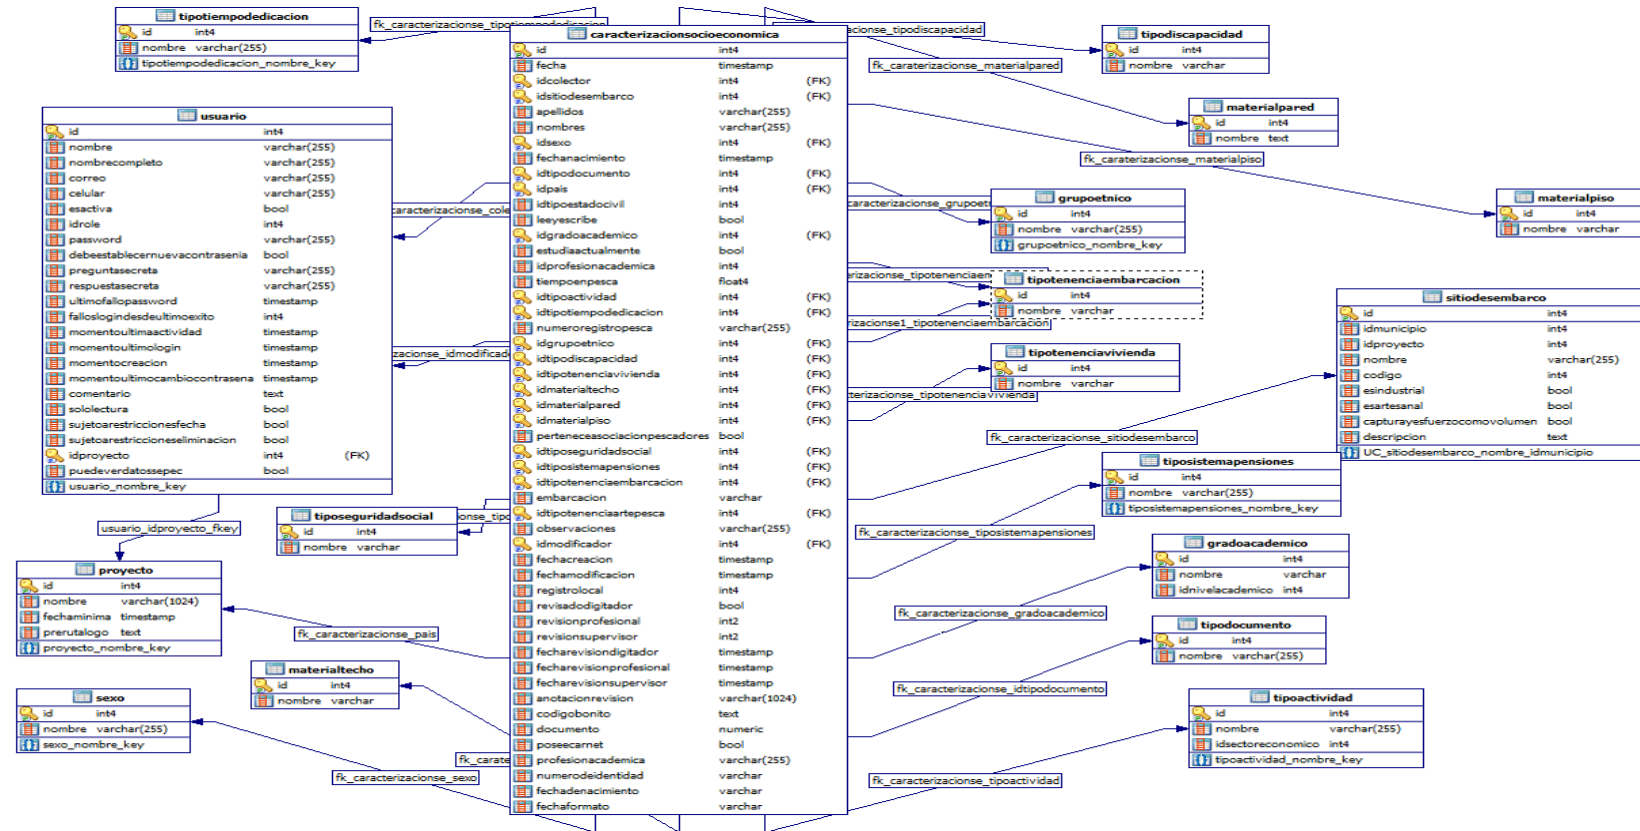 tipotiempodedicacion
id int4
nombre varchar(255)
tipotiempodedicacion_nombre_key
fk_caracterizacionse_tipotiempodedicacion
usuario
id int4
nombre varchar(255)
nombrecompleto varchar(255)
correo varchar(255)
celular varchar(255)
esactiva bool
idrole int4
password varchar(255)
debeestablecernuevacontrasenia bool
preguntasecreta varchar(255)
respuestasecreta varchar(255)
ultimofallopassword timestamp
falloslogindesdeultimoexito int4
momentoultimaactividad timestamp
momentoultimologin timestamp
momentocreacion timestamp
momentoultimocambiocontrasena timestamp
comentario text
sololectura bool
sujetoarestriccionesfecha bool
sujetoarestriccioneseliminacion bool
idproyecto int4 (FK)
puedeverdatossepec bool
usuario_nombre_key
usuario_idproyecto_fkey
proyecto
id int4
nombre varchar(1024)
fechaminima timestamp
prerutalogo text
proyecto_nombre_key
sexo
id int4
nombre varchar(255)
sexo_nombre_key
tiposeguridadsocial
id int4
nombre varchar
materialtecho
id int4
nombre varchar
fk_caracterizacionse_pais
fk_caracterizacionse_sexo
fk_carate
caracterizacionse_cole
zacionse_idmodificado
onse_tipo
caracterizacionsocioeconomica
id int4
fecha timestamp
idcolector int4 (FK)
idsitiodesembarco int4 (FK)
apellidos varchar(255)
nombres varchar(255)
idsexo int4 (FK)
fechanacimiento timestamp
idtipodocumento int4 (FK)
idpais int4 (FK)
idtipoestadocivil int4
leeyescribe bool
idgradoacademico int4 (FK)
estudiaactualmente bool
idprofesionacademica int4
tiempoenpesca float4
idtipoactividad int4 (FK)
idtipotiempodedicacion int4 (FK)
numeroregistropesca varchar(255)
idgrupoetnico int4 (FK)
idtipodiscapacidad int4 (FK)
idtipotenenciavivienda int4 (FK)
idmaterialtecho int4 (FK)
idmaterialpared int4 (FK)
idmaterialpiso int4 (FK)
perteneceasociacionpescadores bool
idtiposeguridadsocial int4 (FK)
idtiposistemapensiones int4 (FK)
idtipotenenciaembarcacion int4 (FK)
embarcacion varchar
idtipotenenciaartepesca int4 (FK)
observaciones varchar(255)
idmodificador int4 (FK)
fechacreacion timestamp
fechamodificacion timestamp
registrolocal int4
revisadodigitador bool
revisionprofesional int2
revisionsupervisor int2
fecharevisiondigitador timestamp
fecharevisionprofesional timestamp
fecharevisionsupervisor timestamp
anotacionrevision varchar(1024)
codigobonito text
documento numeric
poseecarnet bool
profesionacademica varchar(255)
numerodeidentidad varchar
fechadenacimiento varchar
fechaformato varchar
acionse_tipodiscapacidad
fk_caraterizacionse_materialpared
fk_caraterizacionse_materialpiso
caracterizacionse_grupoetn
erizacionse_tipotenenciaen
rizacionse1_tipotenenciaembarcacion
cterizacionse_tipotenenciavivienda
fk_caracterizacionse_sitiodesembarco
fk_caracterizacionse_tiposistemapensiones
fk_caracterizacionse_gradoacademico
fk_caracterizacionse_idtipodocumento
fk_caracterizacionse_tipoactividad
tipodiscapacidad
id int4
nombre varchar
materialpared
id int4
nombre text
grupoetnico
id int4
nombre varchar(255)
grupoetnico_nombre_key
materialpiso
id int4
nombre varchar
tipotenenciaembarcacion
id int4
nombre varchar
tipotenenciavivienda
id int4
nombre varchar
sitiodesembarco
id int4
idmunicipio int4
idproyecto int4
nombre varchar(255)
codigo int4
esindustrial bool
esartesanal bool
capturayesfuerzocomovolumen bool
descripcion text
UC_sitiodesembarco_nombre_idmunicipio
tiposistemapensiones
id int4
nombre varchar(255)
tiposistemapensiones_nombre_key
gradoacademico
id int4
nombre varchar
idnivelacademico int4
tipodocumento
id int4
nombre varchar(255)
tipoactividad
id int4
nombre varchar(255)
idsectoreconomico int4
tipoactividad_nombre_key